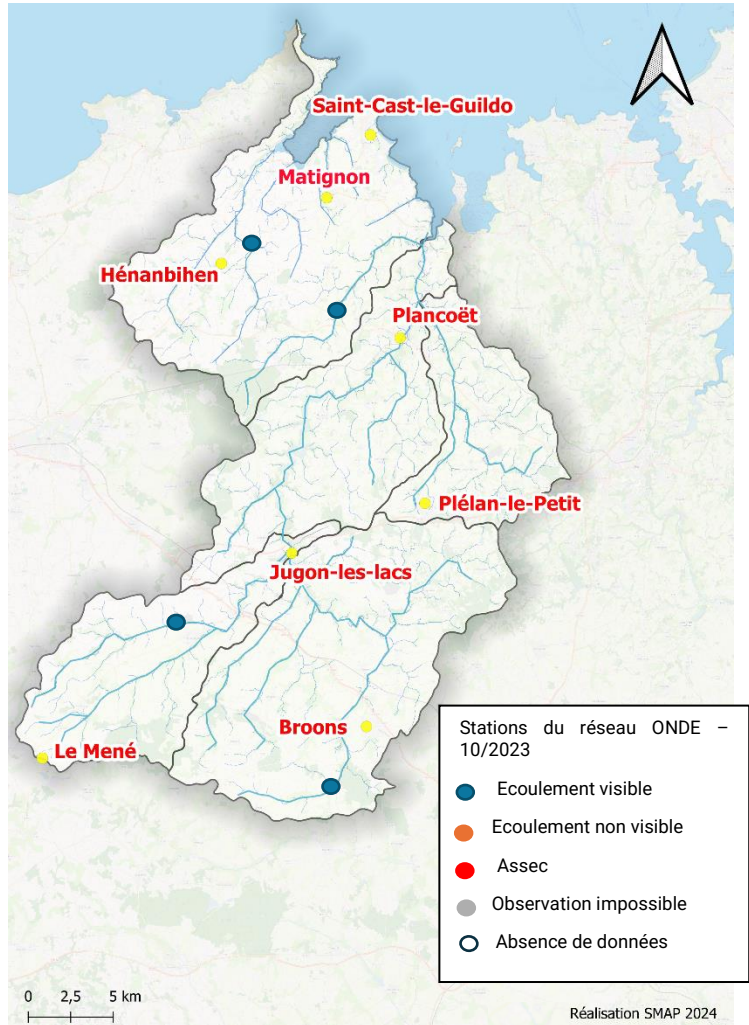 Saint-Cast-le-Guildo
Matignon
Hénanbihen
Plancoët
Plélan-le-Petit
Jugon-les-lacs
Broons
Le Mené
Stations du réseau ONDE –
10/2023
Ecoulement visible
Ecoulement non visible
Assec
Observation impossible
Absence de données
0 2,5 5 km
Réalisation SMAP 2024